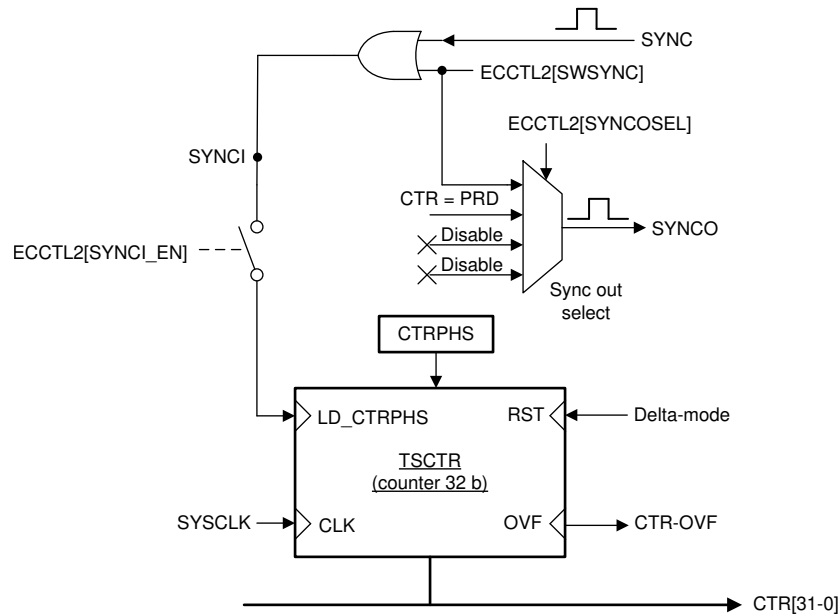 SYNC
ECCTL2[SWSYNC]
ECCTL2[SYNCOSEL]
SYNCI
CTR = PRD
SYNCO
Disable
ECCTL2[SYNCI_EN]
Disable
Sync out
select
CTRPHS
LD_CTRPHS
RST
Delta-mode
TSCTR
(counter 32 b)
SYSCLK
CLK
OVF
CTR-OVF
CTR[31-0]